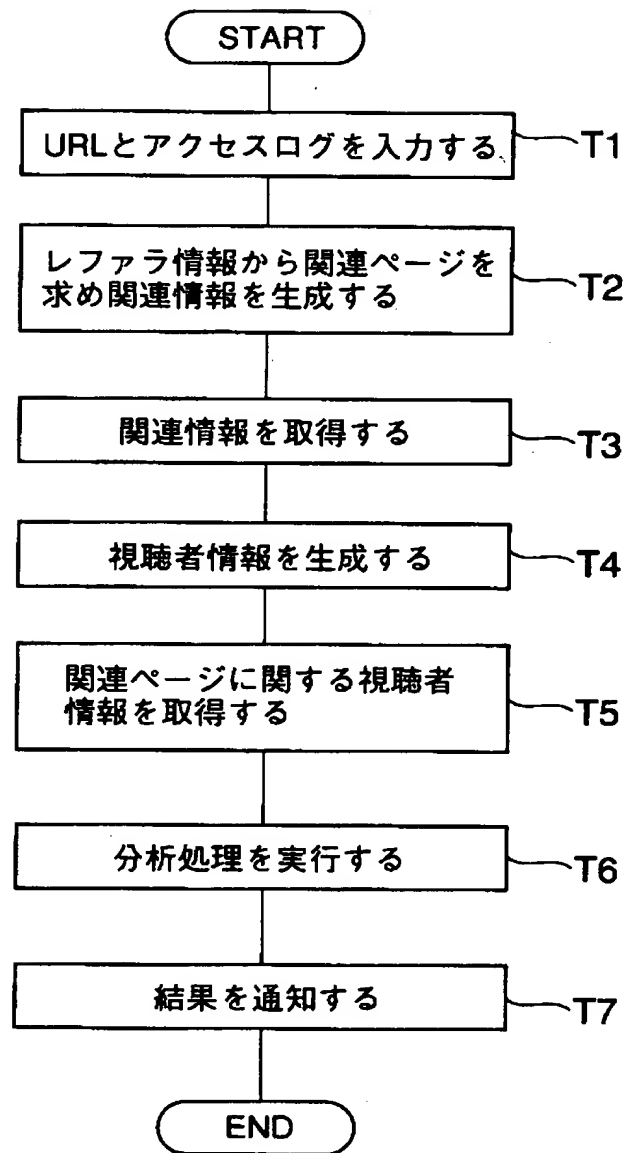 START
URLとアクセスログを入力する
T1
レファラ情報から関連ページを
求め関連情報を生成する
T2
関連情報を取得する
T3
視聴者情報を生成する
T4
関連ページに関する視聴者
情報を取得する
T5
分析処理を実行する
T6
結果を通知する
T7
END